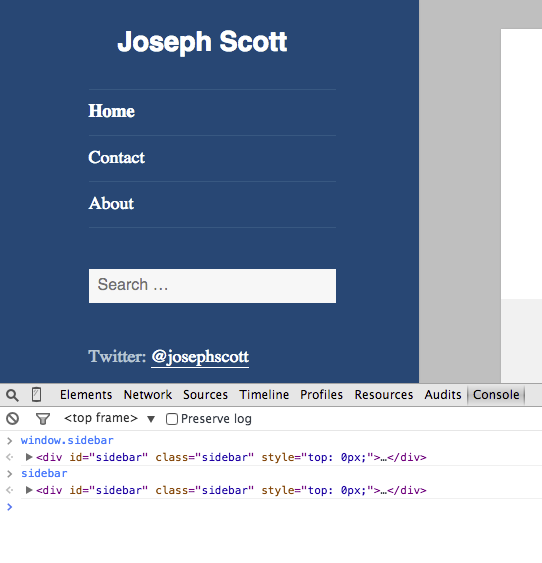 Joseph Scott
Home
Contact
About
Search …
Twitter: @josephscott
Elements Network Sources Timeline Profiles Resources Audits Console
<top frame> ▼ Preserve log
window.sidebar
<div id="sidebar" class="sidebar" style="top: 0px;">…</div>
sidebar
<div id="sidebar" class="sidebar" style="top: 0px;">…</div>